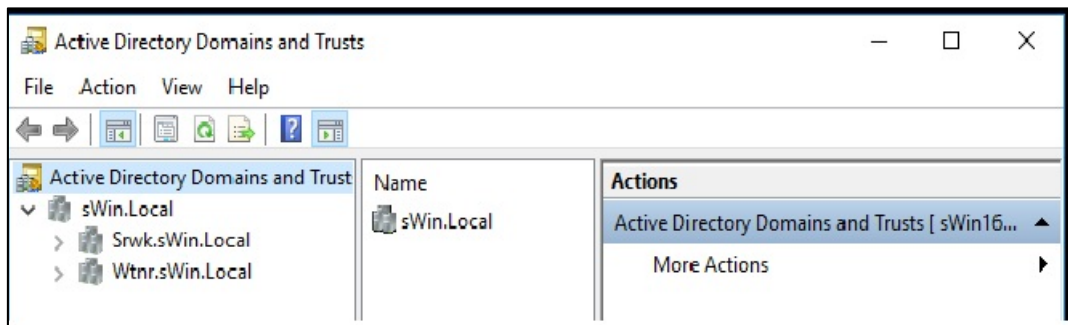 Active Directory Domains and Trusts
File Action View Help
Active Directory Domains and Trust
sWin.Local
Srwk.sWin.Local
Wtnr.sWin.Local
Name
sWin.Local
Actions
Active Directory Domains and Trusts [ sWin16...
More Actions